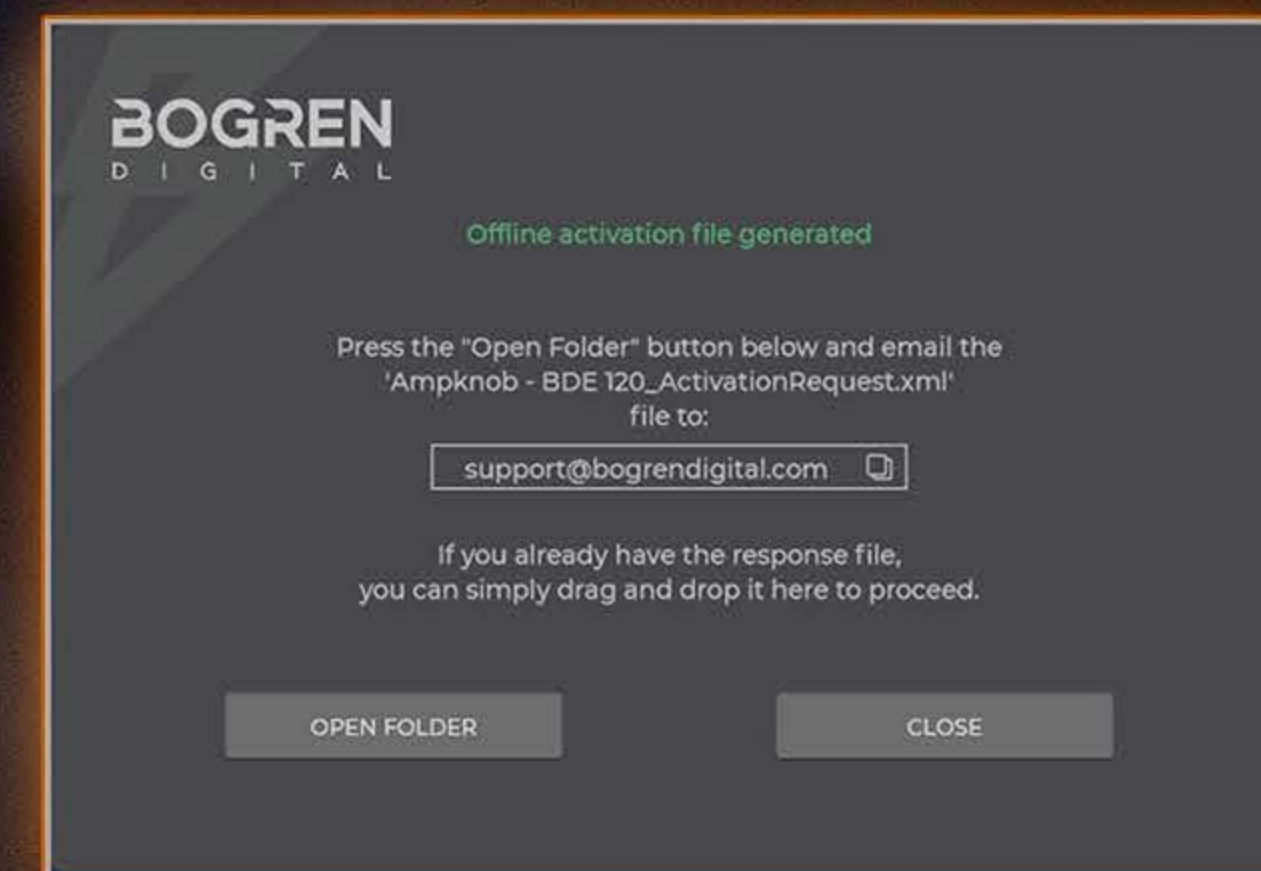 BOGREN
DIGITAL
Offline activation file generated
Press the "Open Folder" button below and email the
'Ampknob - BDE 120_ActivationRequest.xml'
file to:
support@bogrendigital.com
If you already have the response file,
you can simply drag and drop it here to proceed.
OPEN FOLDER
CLOSE